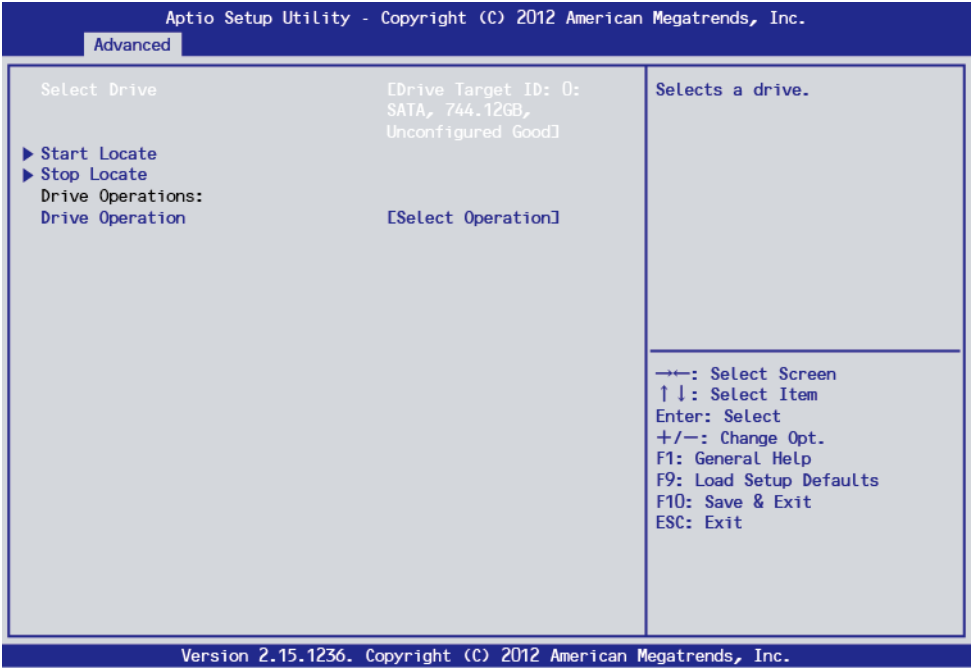 Aptio Setup Utility - Copyright (C) 2012 American Megatrends, Inc.
Advanced
Select Drive [Drive Target ID: 0:
SATA, 744.12GB,
Unconfigured Good]
▶ Start Locate
▶ Stop Locate
Drive Operations:
Drive Operation [Select Operation]
Selects a drive.
→←: Select Screen
↑↓: Select Item
Enter: Select
+/-: Change Opt.
F1: General Help
F9: Load Setup Defaults
F10: Save & Exit
ESC: Exit
Version 2.15.1236. Copyright (C) 2012 American Megatrends, Inc.